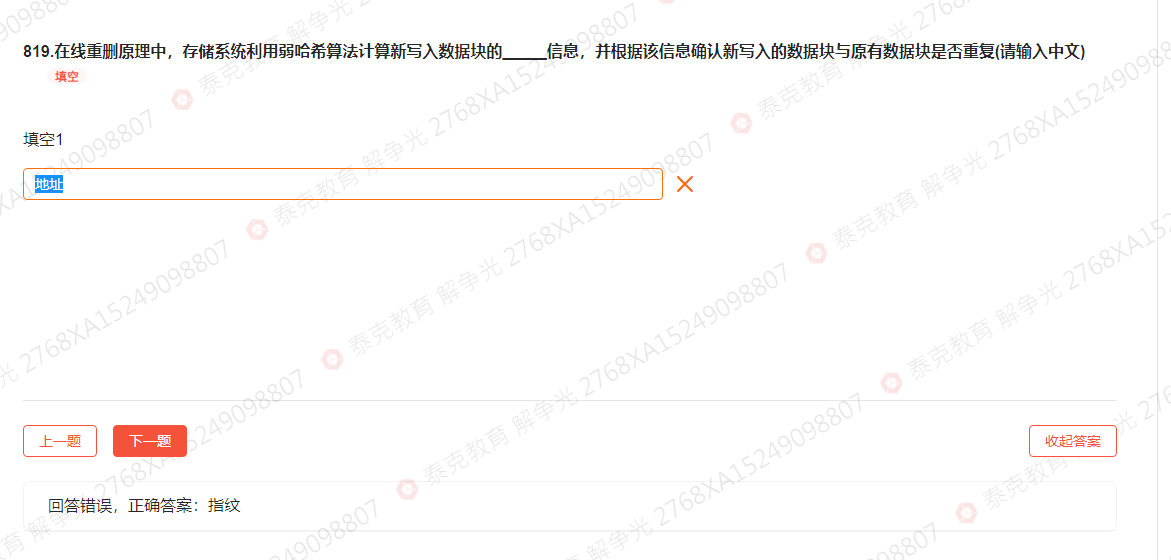 819.在线重删原理中，存储系统利用弱哈希算法计算新写入数据块的______信息，并根据该信息确认新写入的数据块与原有数据块是否重复(请输入中文)
填空
填空1
地址
上一题
下一题
收起答案
回答错误，正确答案：指纹
泰克教育 解争光 2768XA15249098807